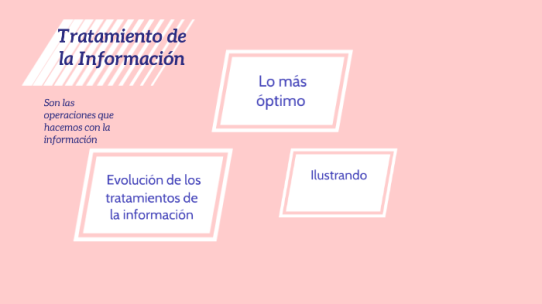 Tratamiento de
la Información
Son las
operaciones que
hacemos con la
información
Lo más
óptimo
Evolución de los
tratamientos de
la información
Ilustrando